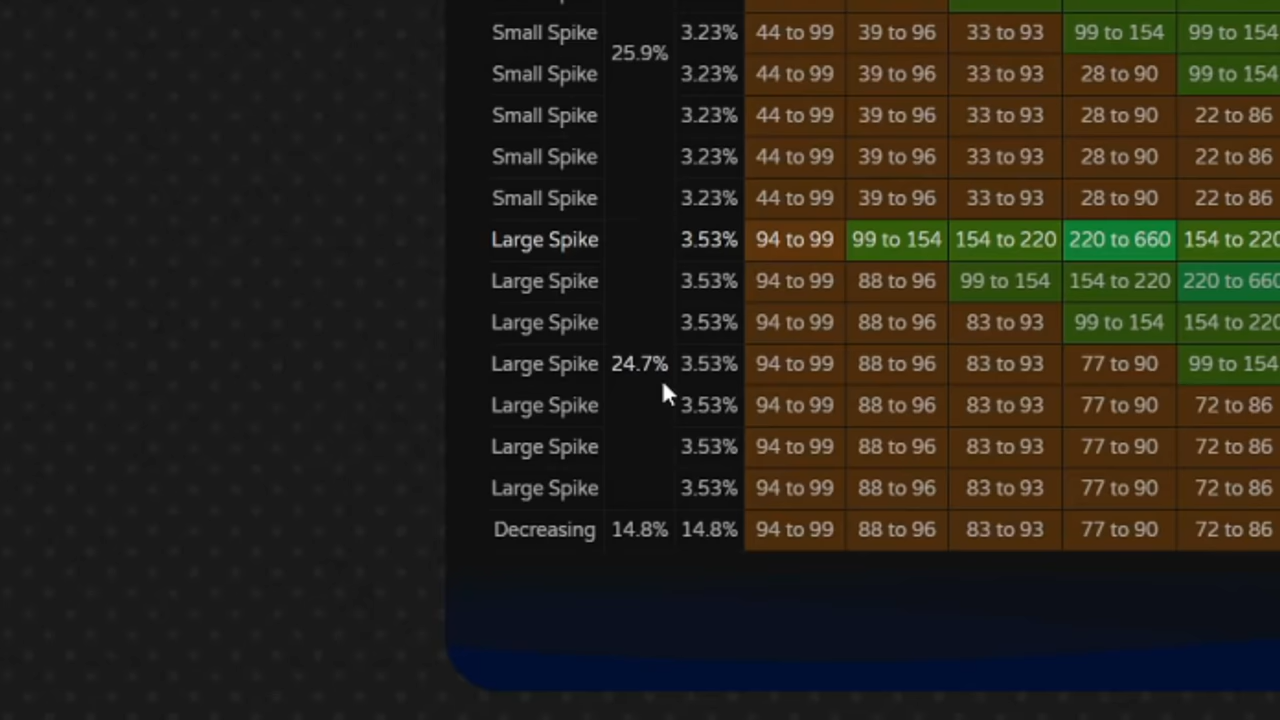 Small Spike 25.9% 3.23% 44 to 99 39 to 96 33 to 93 99 to 154 99 to 154
Small Spike 3.23% 44 to 99 39 to 96 33 to 93 28 to 90 99 to 154
Small Spike 3.23% 44 to 99 39 to 96 33 to 93 28 to 90 22 to 86
Small Spike 3.23% 44 to 99 39 to 96 33 to 93 28 to 90 22 to 86
Small Spike 3.23% 44 to 99 39 to 96 33 to 93 28 to 90 22 to 86
Large Spike 3.53% 94 to 99 99 to 154 154 to 220 220 to 660 154 to 220
Large Spike 3.53% 94 to 99 88 to 96 99 to 154 154 to 220 220 to 660
Large Spike 3.53% 94 to 99 88 to 96 83 to 93 99 to 154 154 to 220
Large Spike 24.7% 3.53% 94 to 99 88 to 96 83 to 93 77 to 90 99 to 154
Large Spike 3.53% 94 to 99 88 to 96 83 to 93 77 to 90 72 to 86
Large Spike 3.53% 94 to 99 88 to 96 83 to 93 77 to 90 72 to 86
Large Spike 3.53% 94 to 99 88 to 96 83 to 93 77 to 90 72 to 86
Decreasing 14.8% 14.8% 94 to 99 88 to 96 83 to 93 77 to 90 72 to 86